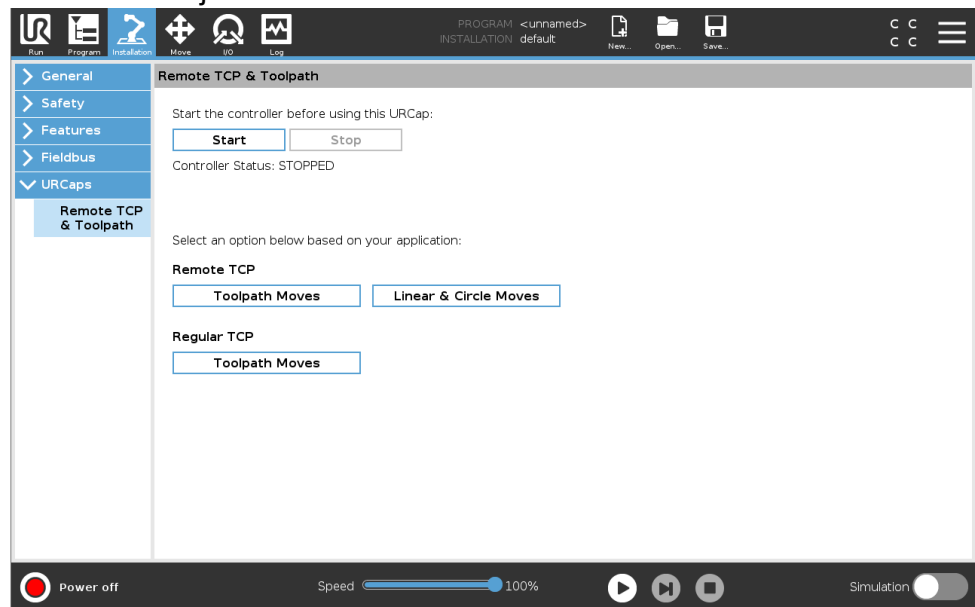 UR
Run
Program
Installation
Move
I/O
Log
PROGRAM <unnamed>
INSTALLATION default
New...
Open...
Save...
C C
C C
General
Safety
Features
Fieldbus
URCaps
Remote TCP
& Toolpath
Remote TCP & Toolpath
Start the controller before using this URCap:
Start
Stop
Controller Status: STOPPED
Select an option below based on your application:
Remote TCP
Toolpath Moves
Linear & Circle Moves
Regular TCP
Toolpath Moves
Power off
Speed
100%
Simulation